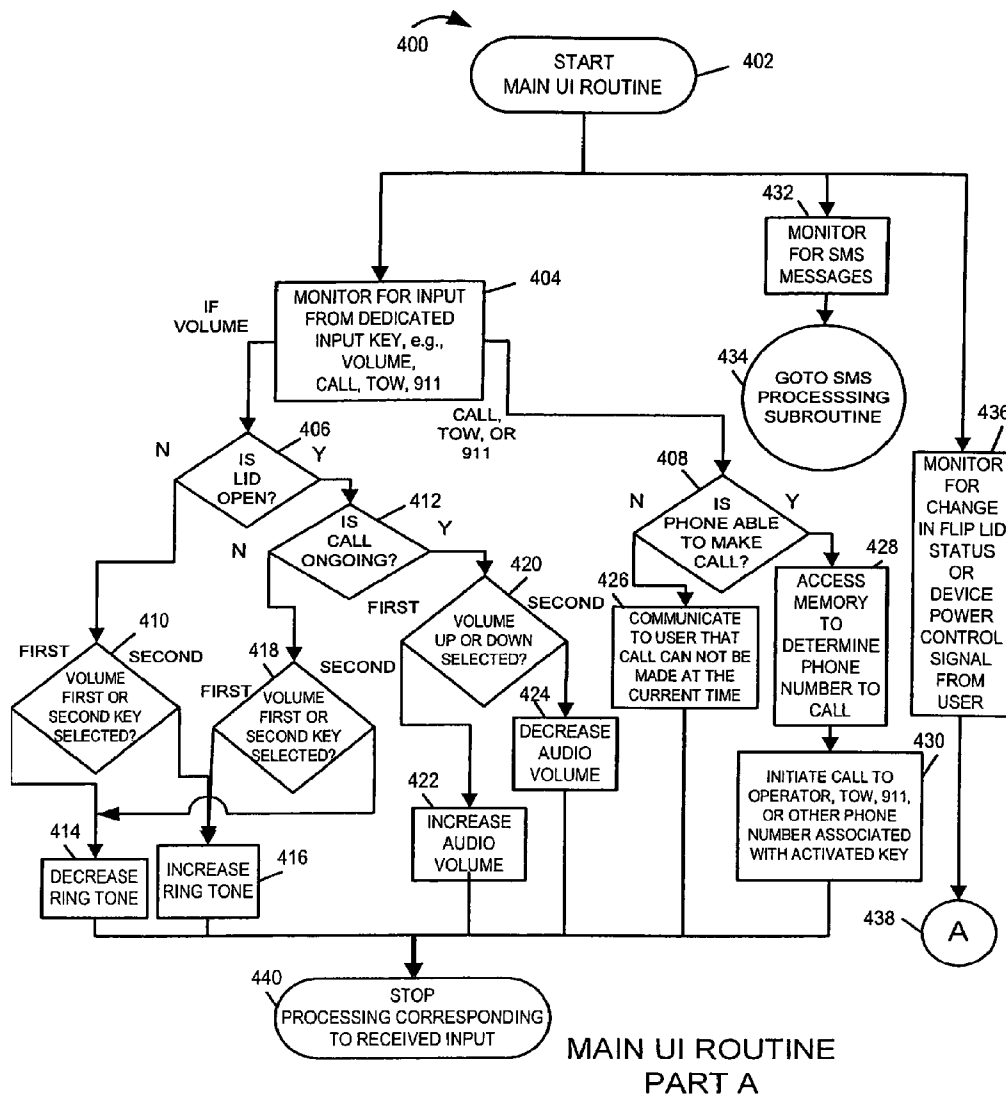 400
START
MAIN UI ROUTINE
402
432
MONITOR
FOR SMS
MESSAGES
404
MONITOR FOR INPUT
FROM DEDICATED
INPUT KEY, e.g.,
VOLUME,
CALL, TOW, 911
IF
VOLUME
434
GOTO SMS
PROCESSSING
SUBROUTINE
CALL,
TOW, OR
911
436
MONITOR
FOR
CHANGE
IN FLIP LID
STATUS
OR
DEVICE
POWER
CONTROL
SIGNAL
FROM
USER
N
406
Y
IS
LID
OPEN?
408
N
IS
PHONE ABLE
TO MAKE
CALL?
Y
412
N
IS
CALL
ONGOING?
Y
420
FIRST
SECOND
VOLUME
UP OR DOWN
SELECTED?
426
COMMUNICATE
TO USER THAT
CALL CAN NOT BE
MADE AT THE
CURRENT TIME
428
ACCESS
MEMORY
TO
DETERMINE
PHONE
NUMBER TO
CALL
410
FIRST
SECOND
VOLUME
FIRST OR
SECOND KEY
SELECTED?
418
FIRST
SECOND
VOLUME
FIRST OR
SECOND KEY
SELECTED?
424
DECREASE
AUDIO
VOLUME
430
INITIATE CALL TO
OPERATOR, TOW, 911,
OR OTHER PHONE
NUMBER ASSOCIATED
WITH ACTIVATED KEY
422
INCREASE
AUDIO
VOLUME
414
DECREASE
RING TONE
INCREASE
RING TONE
416
438
A
440
STOP
PROCESSING CORRESPONDING
TO RECEIVED INPUT
MAIN UI ROUTINE
PART A